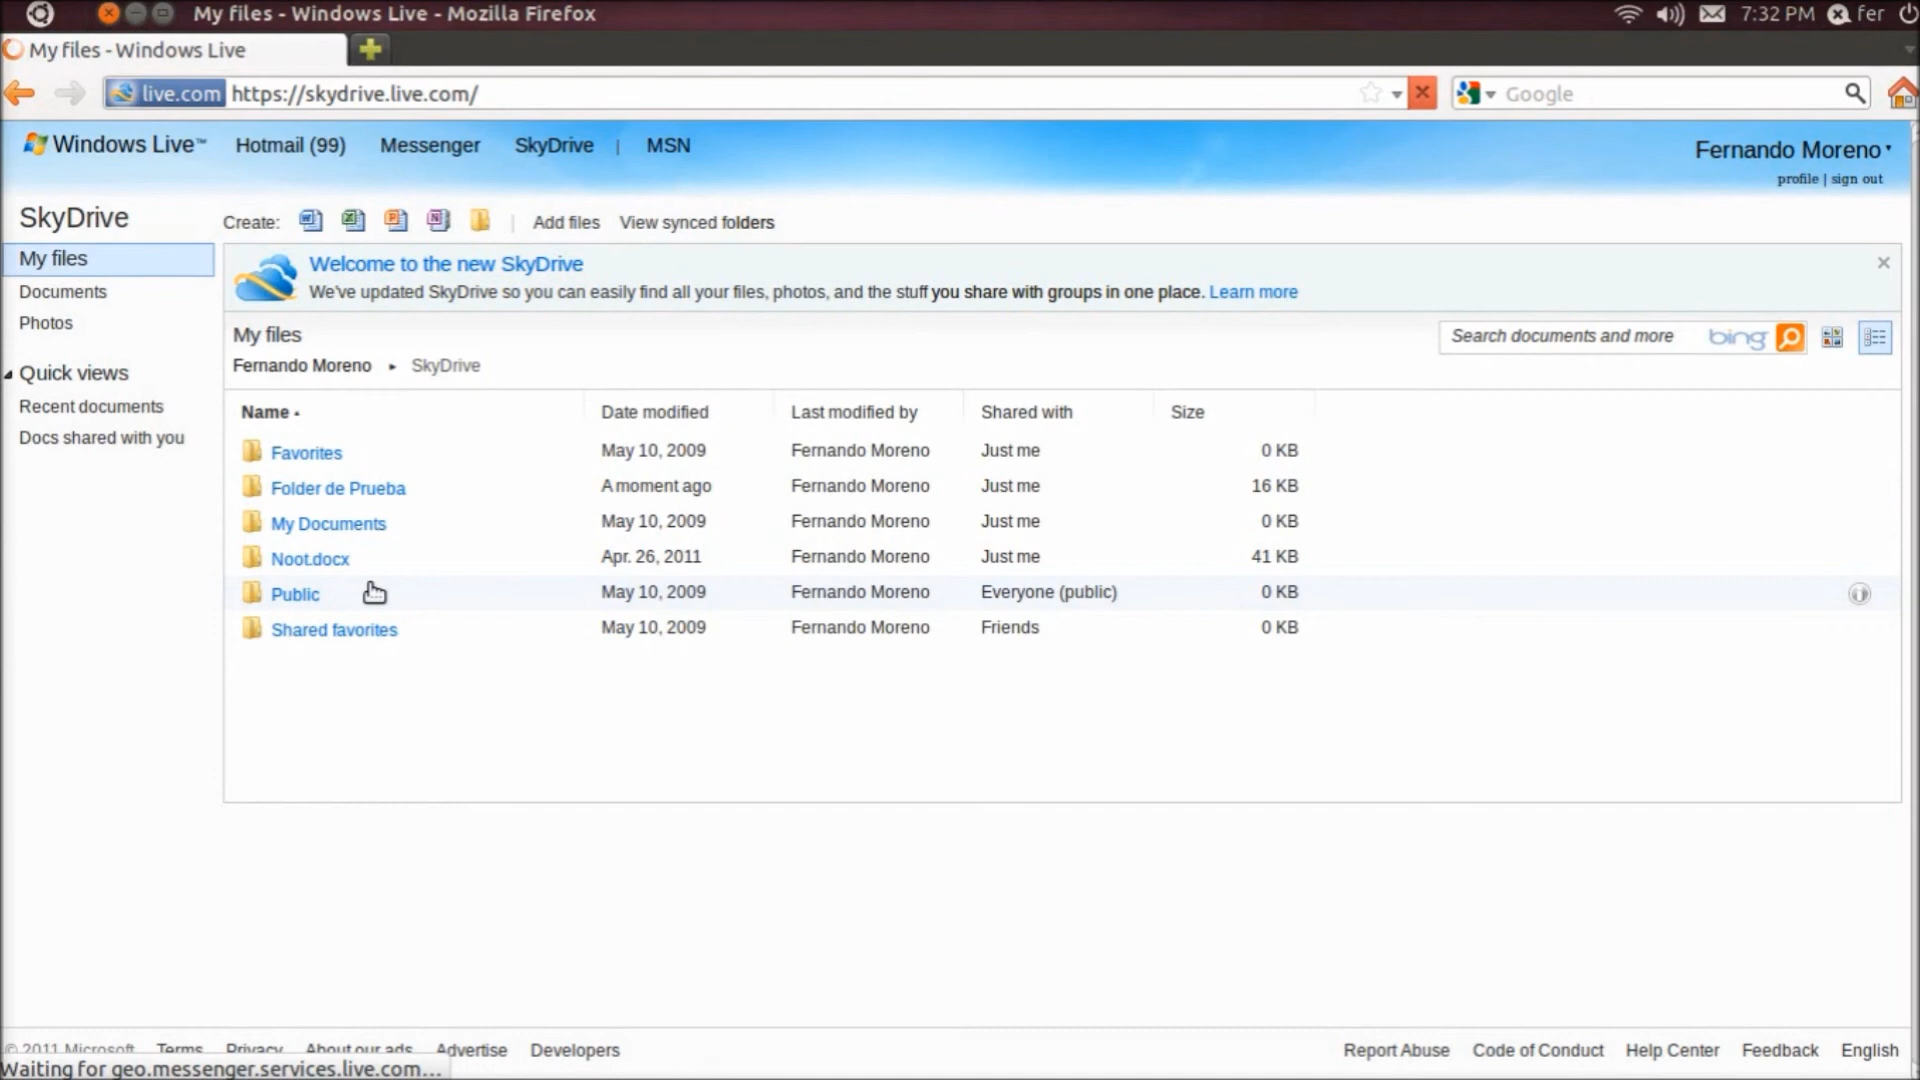 My files - Windows Live - Mozilla Firefox 7:32 PM fer
My files - Windows Live
live.com https://skydrive.live.com/ Google
Windows Live™ Hotmail (99) Messenger SkyDrive | MSN Fernando Moreno
profile | sign out
SkyDrive Create: | Add files View synced folders
My files
Documents
Photos
Quick views
Recent documents
Docs shared with you
Welcome to the new SkyDrive
We've updated SkyDrive so you can easily find all your files, photos, and the stuff you share with groups in one place. Learn more
My files
Search documents and more bing
Fernando Moreno ▸ SkyDrive
Name Date modified Last modified by Shared with Size
Favorites May 10, 2009 Fernando Moreno Just me 0 KB
Folder de Prueba A moment ago Fernando Moreno Just me 16 KB
My Documents May 10, 2009 Fernando Moreno Just me 0 KB
Noot.docx Apr. 26, 2011 Fernando Moreno Just me 41 KB
Public May 10, 2009 Fernando Moreno Everyone (public) 0 KB
Shared favorites May 10, 2009 Fernando Moreno Friends 0 KB
© 2011 Microsoft Terms Privacy About our ads Advertise Developers Report Abuse Code of Conduct Help Center Feedback English
Waiting for geo.messenger.services.live.com...